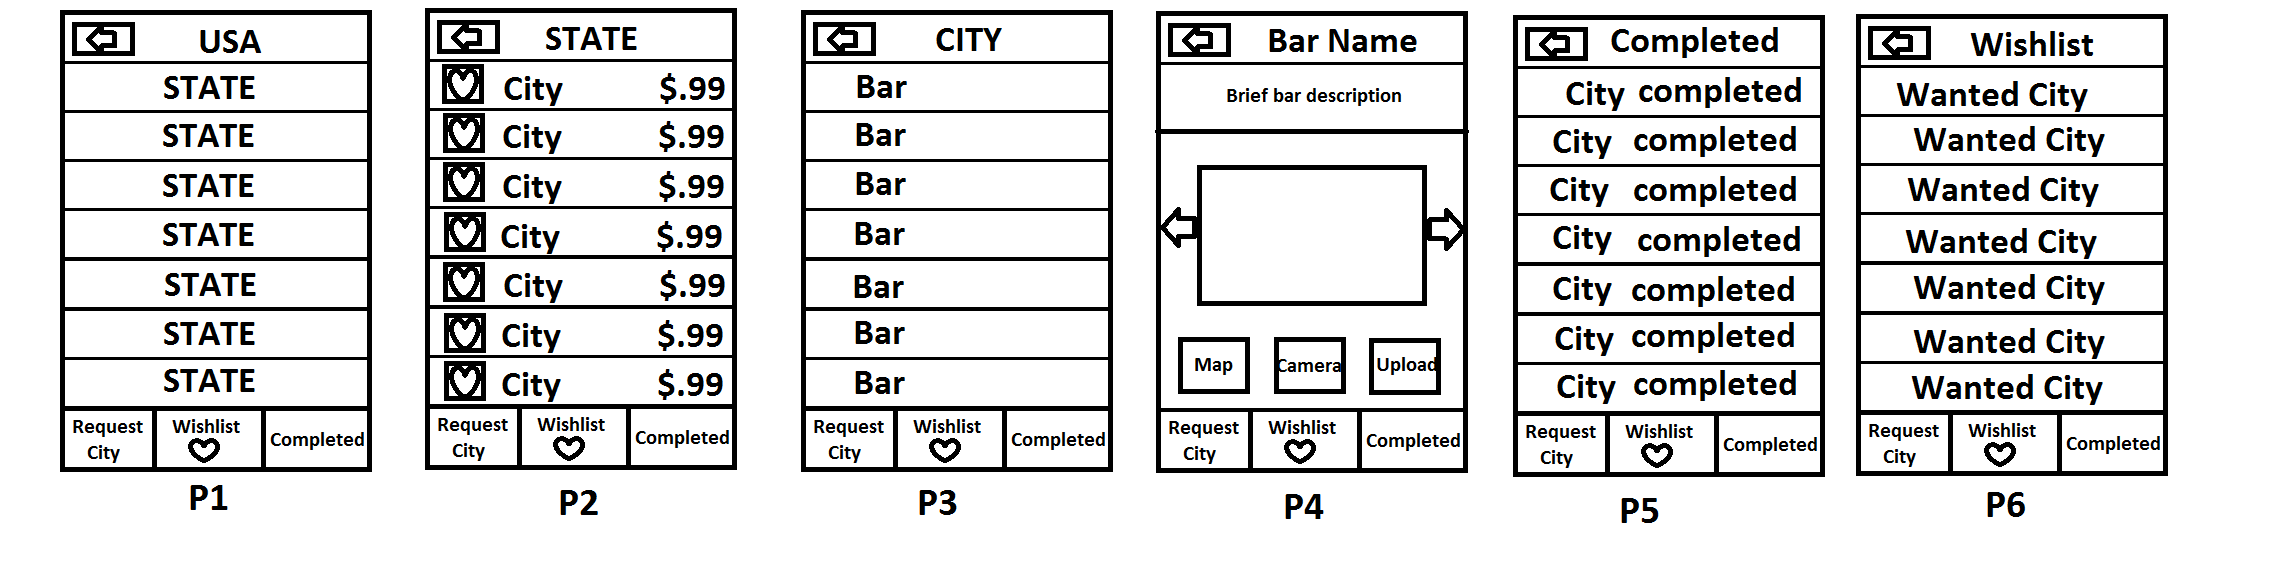 USA
STATE
STATE
STATE
STATE
STATE
STATE
STATE
Request City
Wishlist
Completed
P1
STATE
City $.99
City $.99
City $.99
City $.99
City $.99
City $.99
City $.99
Request City
Wishlist
Completed
P2
CITY
Bar
Bar
Bar
Bar
Bar
Bar
Bar
Request City
Wishlist
Completed
P3
Bar Name
Brief bar description
Map
Camera
Upload
Request City
Wishlist
Completed
P4
Completed
City completed
City completed
City completed
City completed
City completed
City completed
City completed
Request City
Wishlist
Completed
P5
Wishlist
Wanted City
Wanted City
Wanted City
Wanted City
Wanted City
Wanted City
Wanted City
Request City
Wishlist
Completed
P6